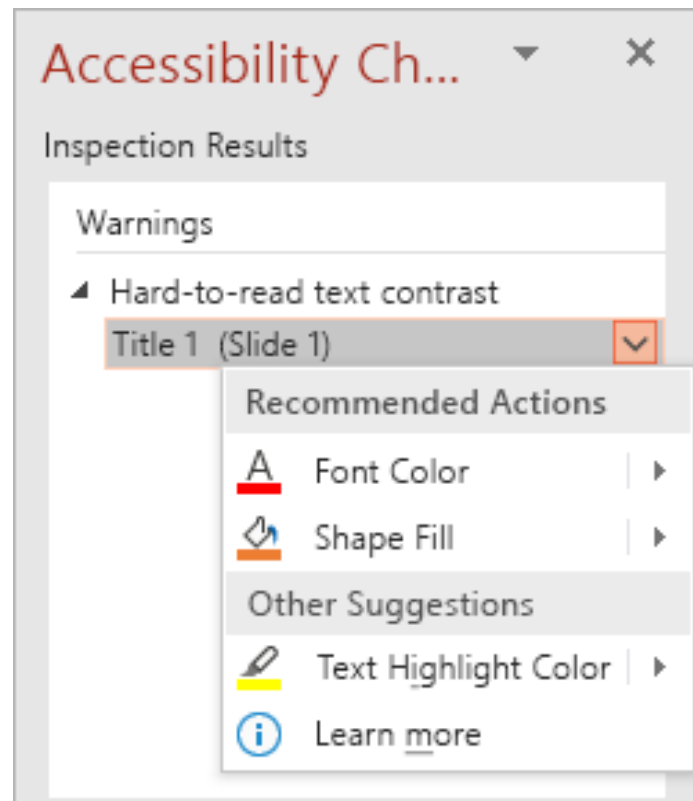 Accessibility Ch...
Inspection Results
Warnings
Hard-to-read text contrast
Title 1 (Slide 1)
Recommended Actions
Font Color
Shape Fill
Other Suggestions
Text Highlight Color
Learn more